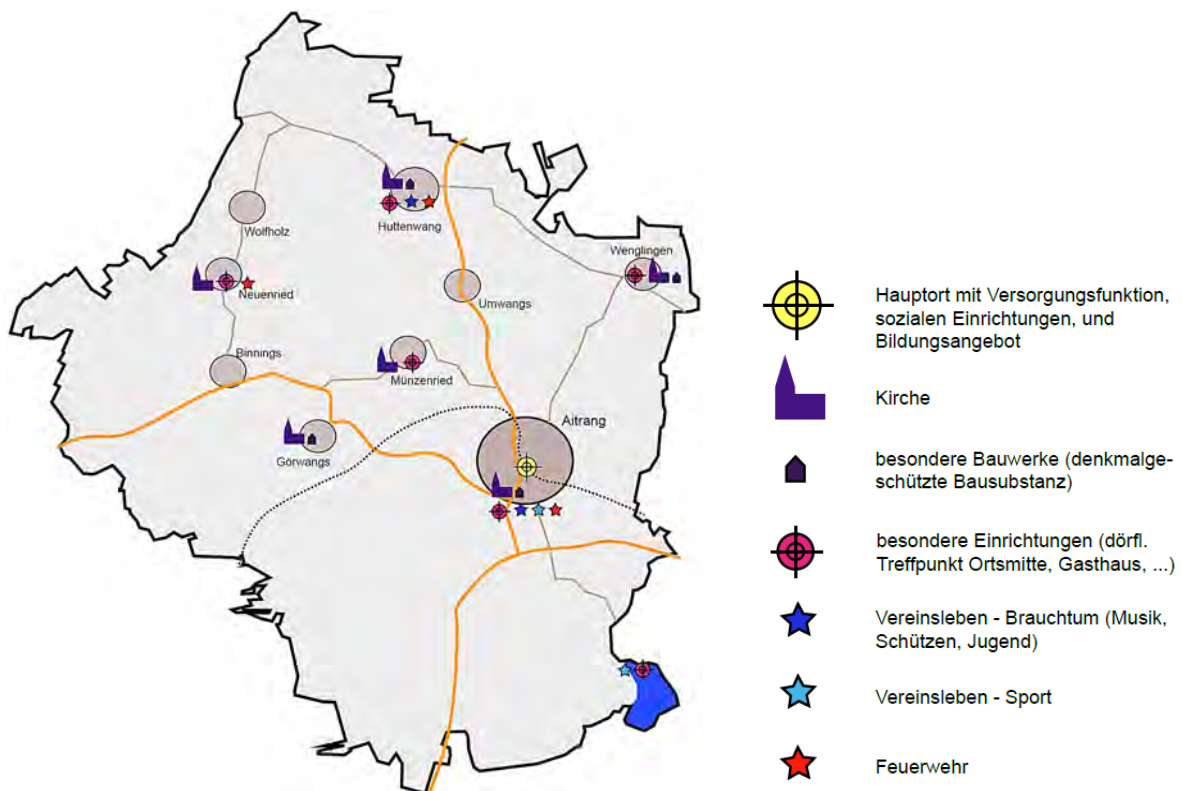 Wolfholz
Huttenwang
Wenglingen
Neuenried
Umwangs
Binnings
Münzenried
Aitrang
Görwangs
Hauptort mit Versorgungsfunktion,
sozialen Einrichtungen, und
Bildungsangebot
Kirche
besondere Bauwerke (denkmalge-
schützte Bausubstanz)
besondere Einrichtungen (dörfl.
Treffpunkt Ortsmitte, Gasthaus, ...)
Vereinsleben - Brauchtum (Musik,
Schützen, Jugend)
Vereinsleben - Sport
Feuerwehr